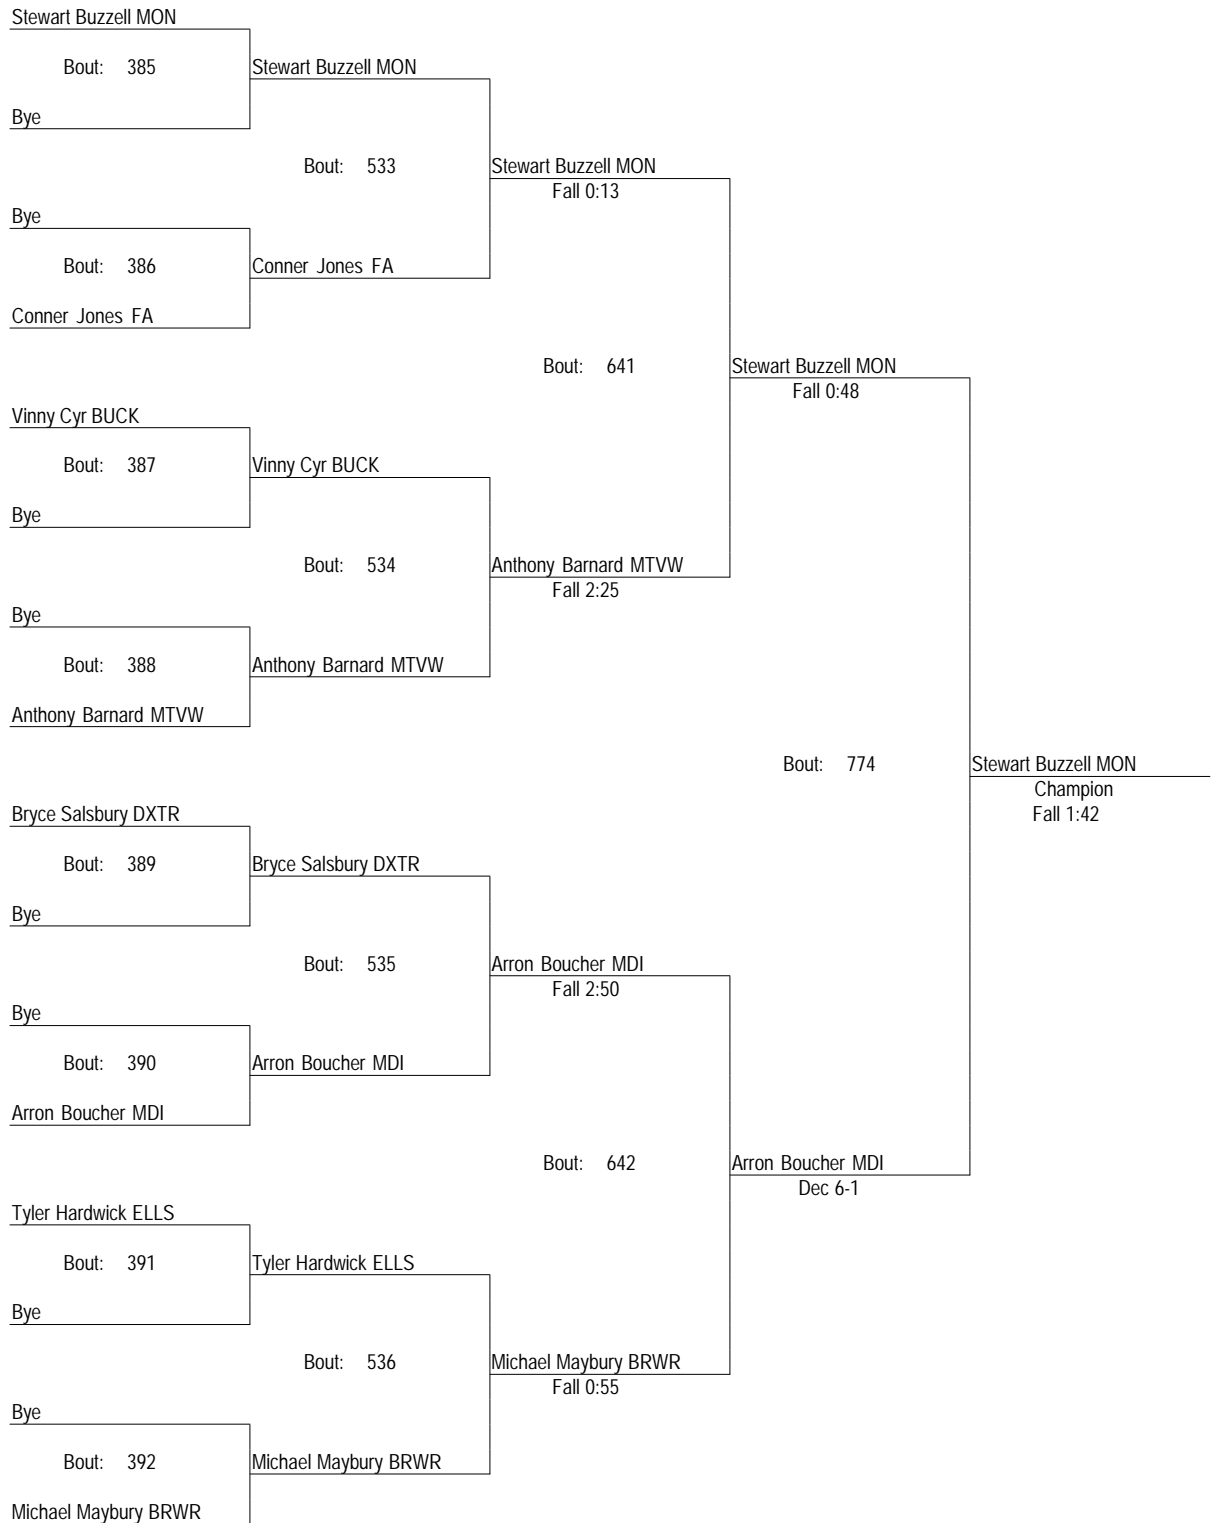 Stewart Buzzell MON
Bout: 385 Stewart Buzzell MON
Bye
Bout: 533 Stewart Buzzell MON
Fall 0:13
Bye
Bout: 386 Conner Jones FA
Conner Jones FA
Bout: 641 Stewart Buzzell MON
Fall 0:48
Vinny Cyr BUCK
Bout: 387 Vinny Cyr BUCK
Bye
Bout: 534 Anthony Barnard MTVW
Fall 2:25
Bye
Bout: 388 Anthony Barnard MTVW
Anthony Barnard MTVW
Bout: 774 Stewart Buzzell MON
Champion
Bryce Salsbury DXTR Fall 1:42
Bout: 389 Bryce Salsbury DXTR
Bye
Bout: 535 Arron Boucher MDI
Fall 2:50
Bye
Bout: 390 Arron Boucher MDI
Arron Boucher MDI
Bout: 642 Arron Boucher MDI
Dec 6-1
Tyler Hardwick ELLS
Bout: 391 Tyler Hardwick ELLS
Bye
Bout: 536 Michael Maybury BRWR
Fall 0:55
Bye
Bout: 392 Michael Maybury BRWR
Michael Maybury BRWR